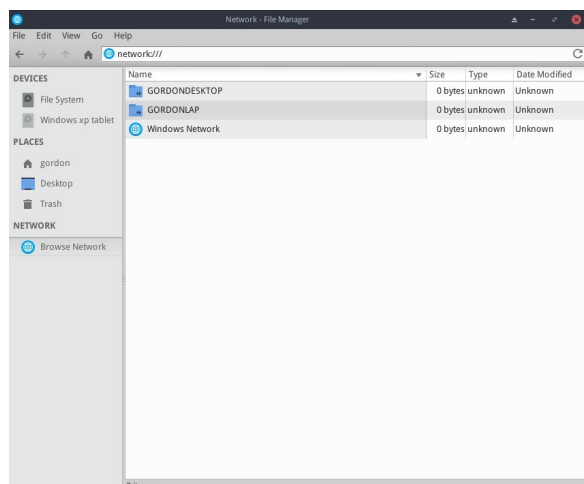 Network - File Manager
File Edit View Go Help
network:///
DEVICES
File System
Windows xp tablet
PLACES
gordon
Desktop
Trash
NETWORK
Browse Network
Name Size Type Date Modified
GORDONDESKTOP 0 bytes unknown Unknown
GORDONLAP 0 bytes unknown Unknown
Windows Network 0 bytes unknown Unknown